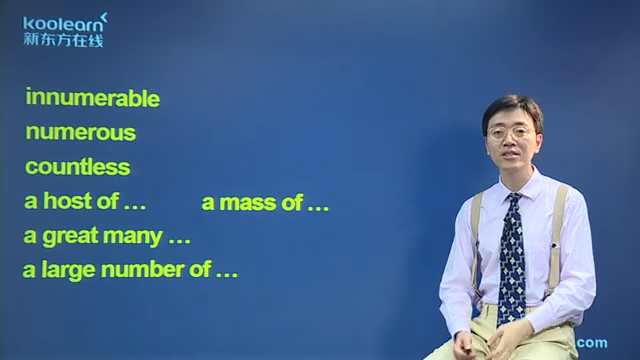 koolearn
新东方在线
innumerable
numerous
countless
a host of … a mass of …
a great many …
a large number of …
.com